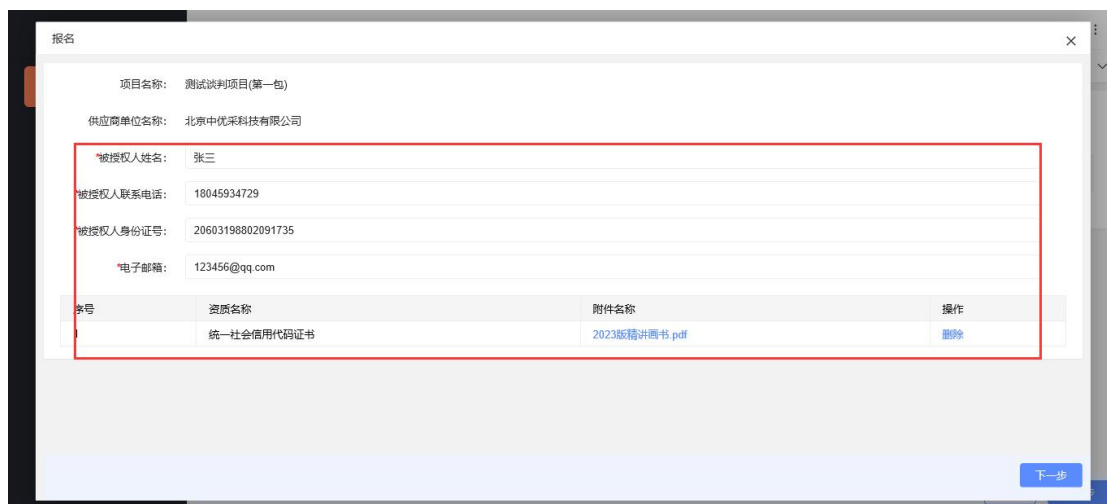 报名
项目名称: 测试谈判项目(第一包)
供应商单位名称: 北京中优采科技有限公司
*被授权人姓名: 张三
*被授权人联系电话: 18045934729
*被授权人身份证号: 20603198802091735
*电子邮箱: 123456@qq.com
序号 资质名称 附件名称 操作
1 统一社会信用代码证书 2023版精讲画书.pdf 删除
下一步